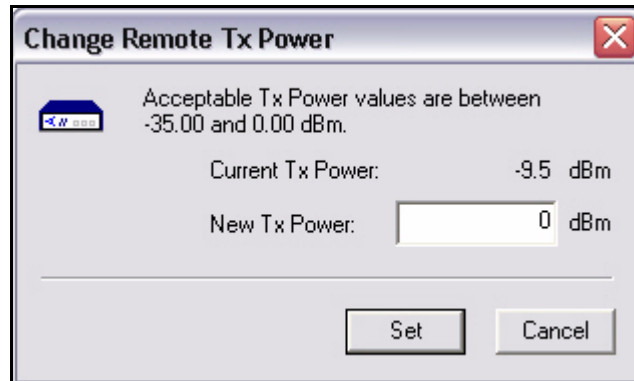 Change Remote Tx Power
Acceptable Tx Power values are between
-35.00 and 0.00 dBm.
Current Tx Power: -9.5 dBm
New Tx Power: 0 dBm
Set Cancel